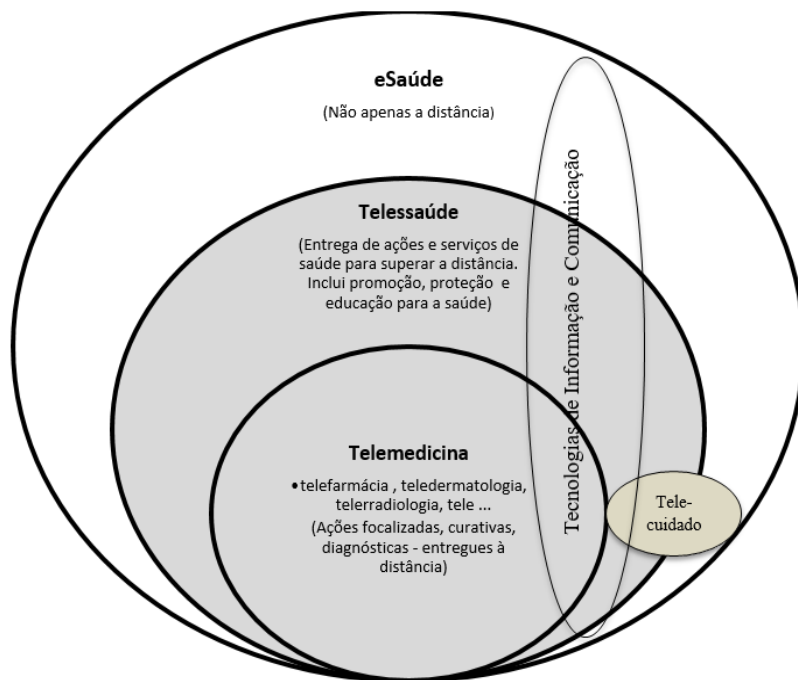 eSaúde
(Não apenas a distância)
Telessaúde
(Entrega de ações e serviços de
saúde para superar a distância.
Inclui promoção, proteção e
educação para a saúde)
Tecnologias de Informação e Comunicação
Telemedicina
•telefarmácia , teledermatologia,
telerradiologia, tele ...
(Ações focalizadas, curativas,
diagnósticas - entregues à
distância)
Tele-
cuidado